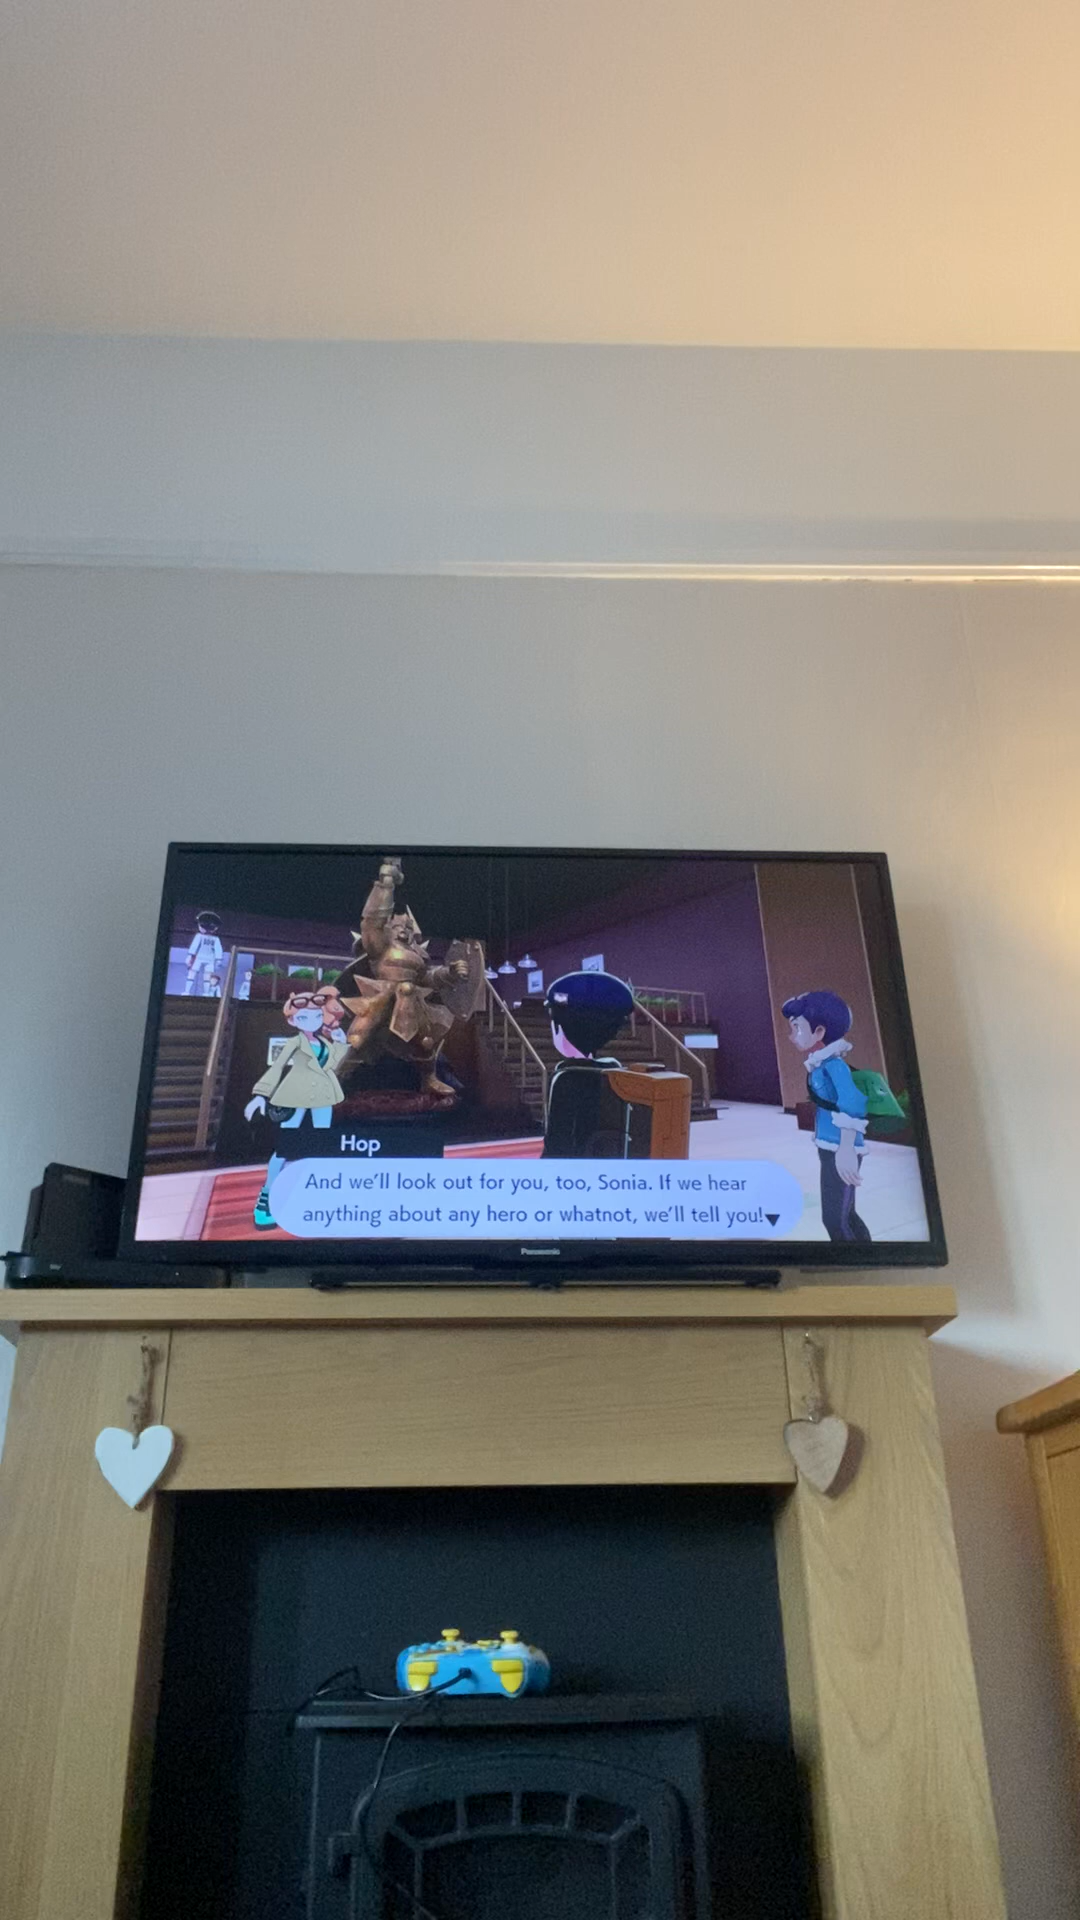 Hop
And we'll look out for you, too, Sonia. If we hear
anything about any hero or whatnot, we'll tell you!
Panasonic